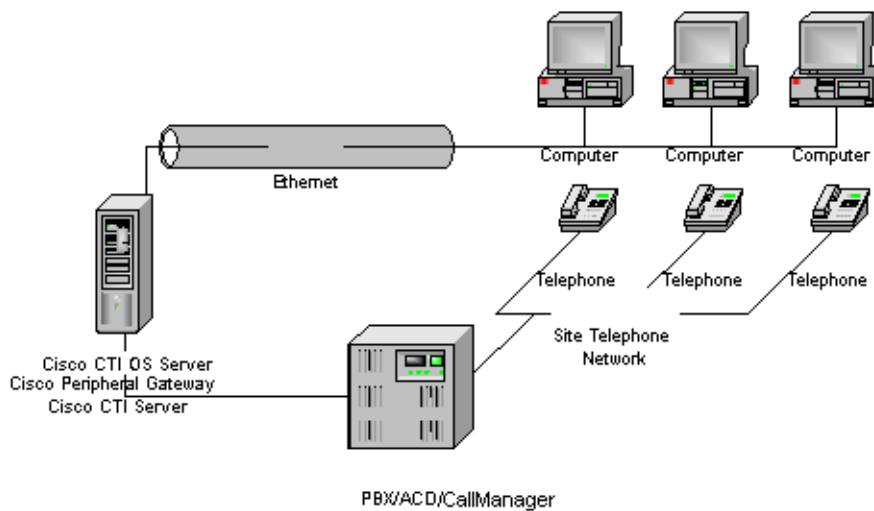 Computer
Computer
Computer
Ethernet
Telephone
Telephone
Telephone
Site Telephone
Network
Cisco CTI OS Server
Cisco Peripheral Gateway
Cisco CTI Server
PBX/ACD/CallManager